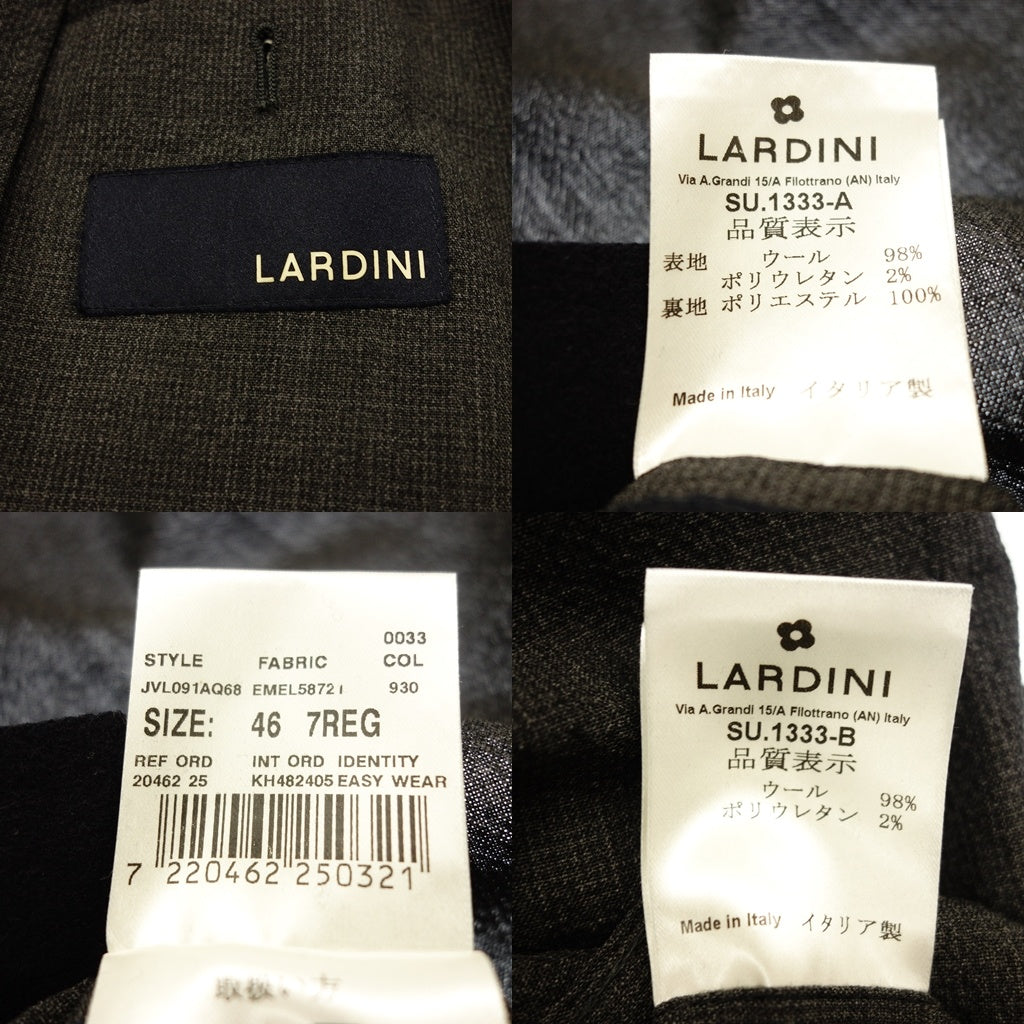 LARDINI
LARDINI
Via A.Grandi 15/A Filottrano (AN) Italy
SU.1333-A
品質表示
表地 ウール 98%
ポリウレタン 2%
裏地 ポリエステル 100%
Made in Italy イタリア製
0033
STYLE FABRIC COL
JVL091AQ68 EMEL58721 930
SIZE: 46 7REG
REF ORD INT ORD IDENTITY
20462 25 KH482405 EASY WEAR
7 220462 250321
取扱い方
LARDINI
Via A.Grandi 15/A Filottrano (AN) Italy
SU.1333-B
品質表示
ウール 98%
ポリウレタン 2%
Made in Italy イタリア製